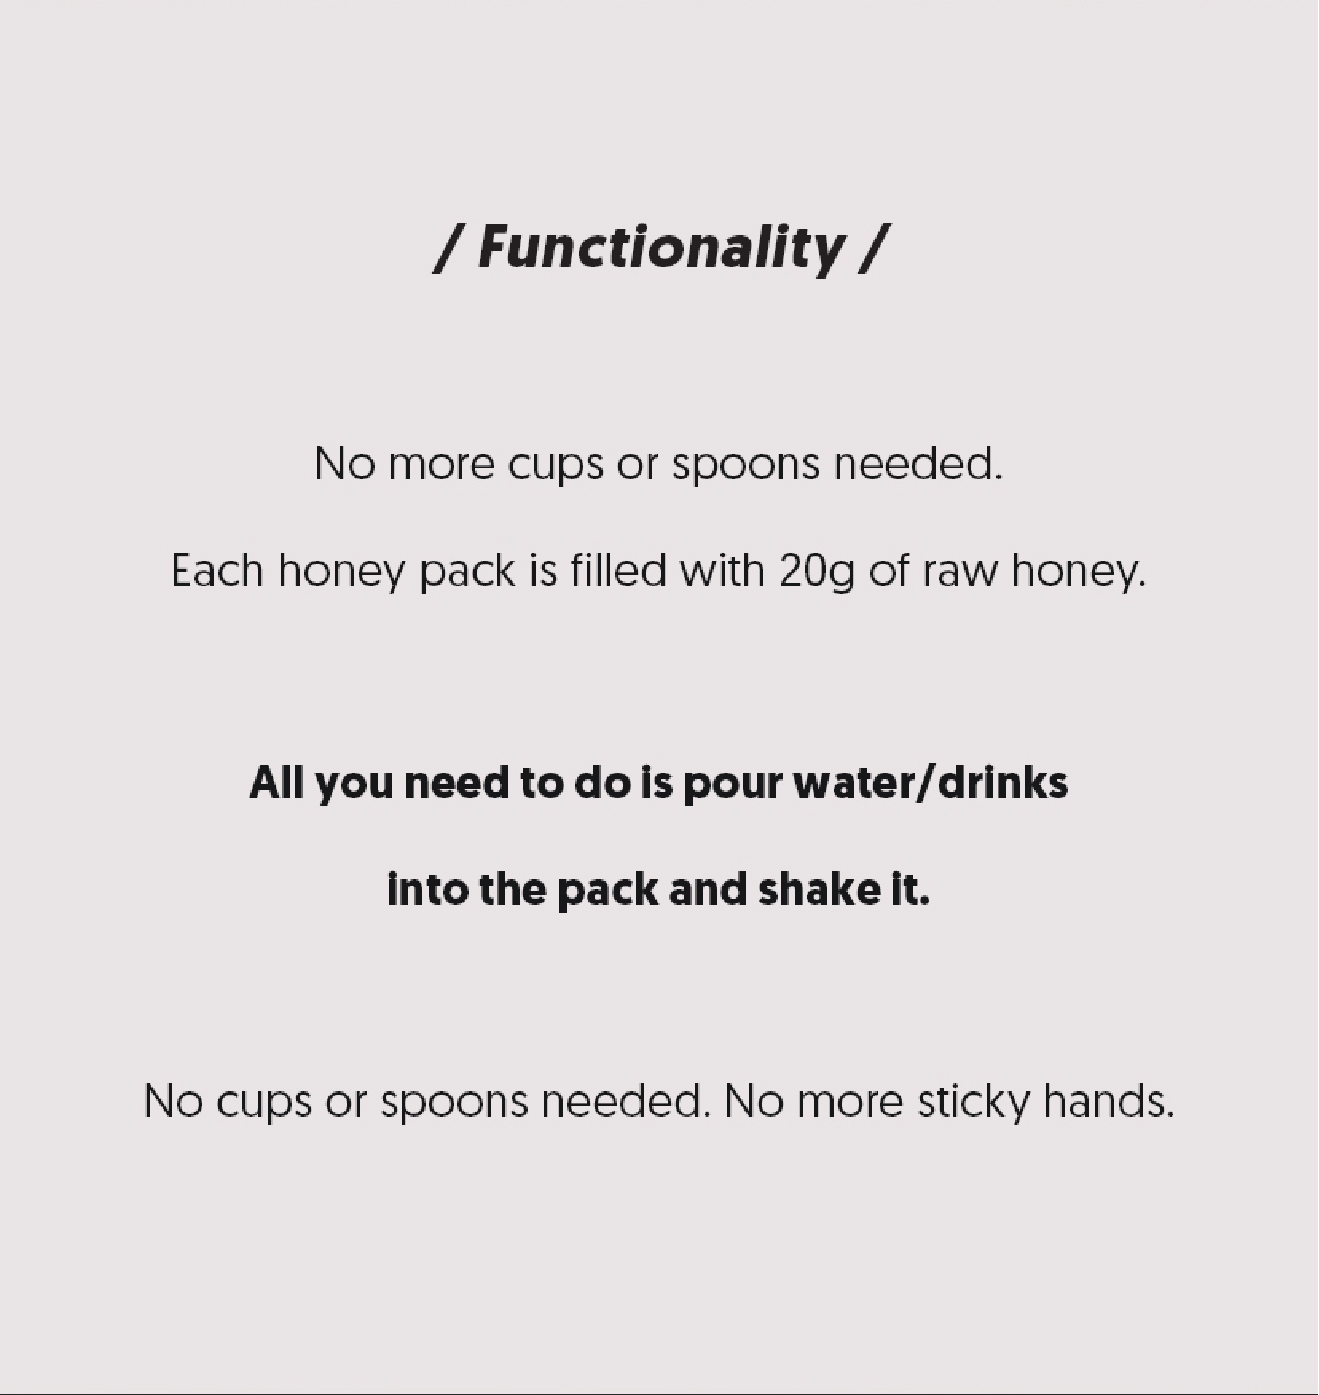 / Functionality /
No more cups or spoons needed.
Each honey pack is filled with 20g of raw honey.
All you need to do is pour water/drinks
into the pack and shake it.
No cups or spoons needed. No more sticky hands.